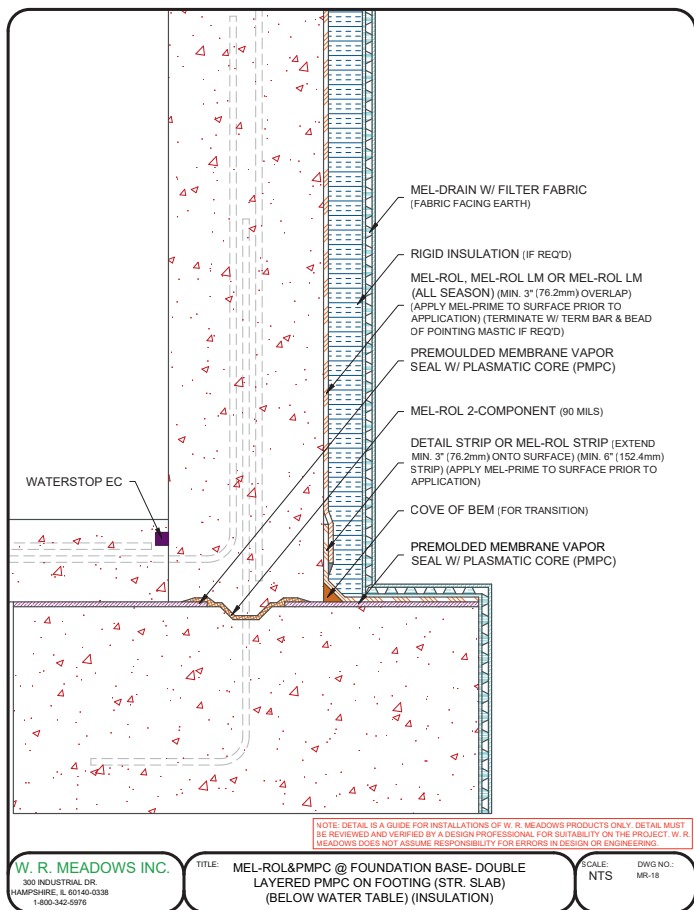 MEL-DRAIN W/ FILTER FABRIC
(FABRIC FACING EARTH)
RIGID INSULATION (IF REQ'D)
MEL-ROL, MEL-ROL LM OR MEL-ROL LM
(ALL SEASON) (MIN. 3" (76.2mm) OVERLAP)
(APPLY MEL-PRIME TO SURFACE PRIOR TO
APPLICATION) (TERMINATE W/ TERM BAR & BEAD
OF POINTING MASTIC IF REQ'D)
PREMOULDED MEMBRANE VAPOR
SEAL W/ PLASMATIC CORE (PMPC)
MEL-ROL 2-COMPONENT (90 MILS)
DETAIL STRIP OR MEL-ROL STRIP (EXTEND
MIN. 3" (76.2mm) ONTO SURFACE) (MIN. 6" (152.4mm)
STRIP) (APPLY MEL-PRIME TO SURFACE PRIOR TO
APPLICATION)
WATERSTOP EC
COVE OF BEM (FOR TRANSITION)
PREMOLDED MEMBRANE VAPOR
SEAL W/ PLASMATIC CORE (PMPC)
NOTE: DETAIL IS A GUIDE FOR INSTALLATIONS OF W. R. MEADOWS PRODUCTS ONLY. DETAIL MUST
BE REVIEWED AND VERIFIED BY A DESIGN PROFESSIONAL FOR SUITABILITY ON THE PROJECT. W. R.
MEADOWS DOES NOT ASSUME RESPONSIBILITY FOR ERRORS IN DESIGN OR ENGINEERING.
W. R. MEADOWS INC.
300 INDUSTRIAL DR.
HAMPSHIRE, IL 60140-0338
1-800-342-5976
TITLE: MEL-ROL&PMPC @ FOUNDATION BASE- DOUBLE
LAYERED PMPC ON FOOTING (STR. SLAB)
(BELOW WATER TABLE) (INSULATION)
SCALE:
NTS
DWG NO.:
MR-18